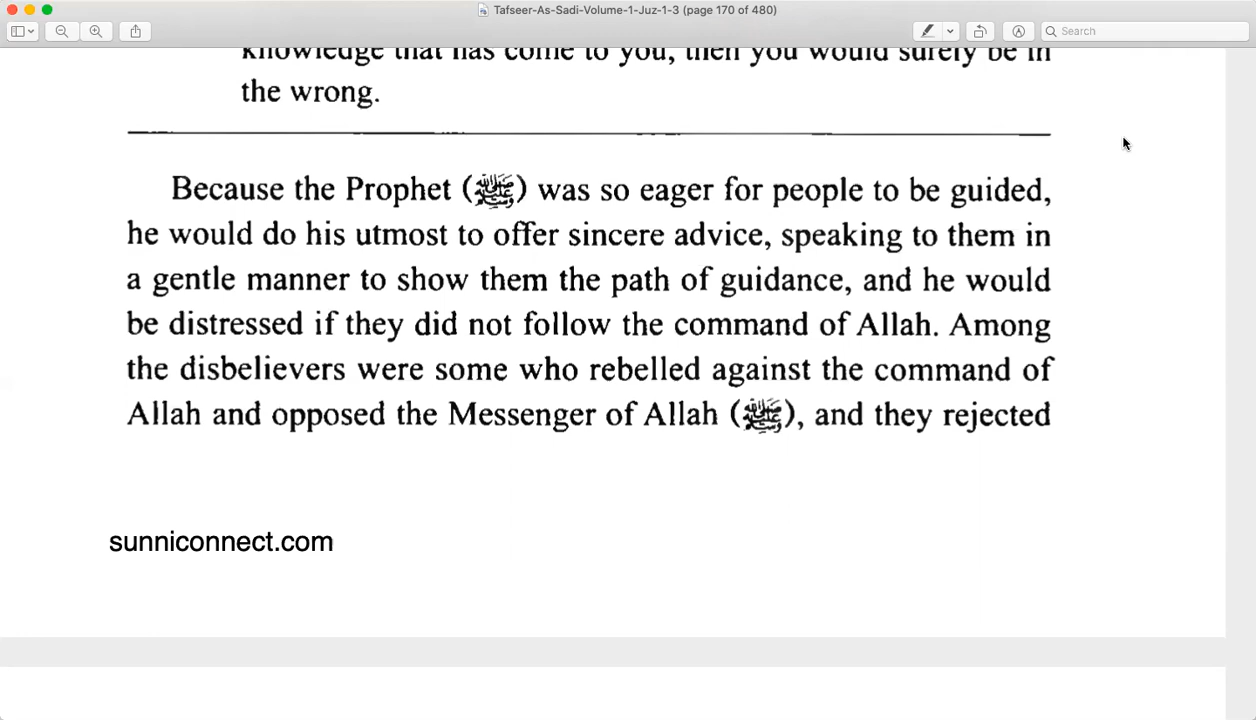 Tafseer-As-Sadi-Volume-1-Juz-1-3 (page 170 of 480)
Search
knowledge that has come to you, then you would surely be in
the wrong.
Because the Prophet (ﷺ) was so eager for people to be guided,
he would do his utmost to offer sincere advice, speaking to them in
a gentle manner to show them the path of guidance, and he would
be distressed if they did not follow the command of Allah. Among
the disbelievers were some who rebelled against the command of
Allah and opposed the Messenger of Allah (ﷺ), and they rejected
sunniconnect.com